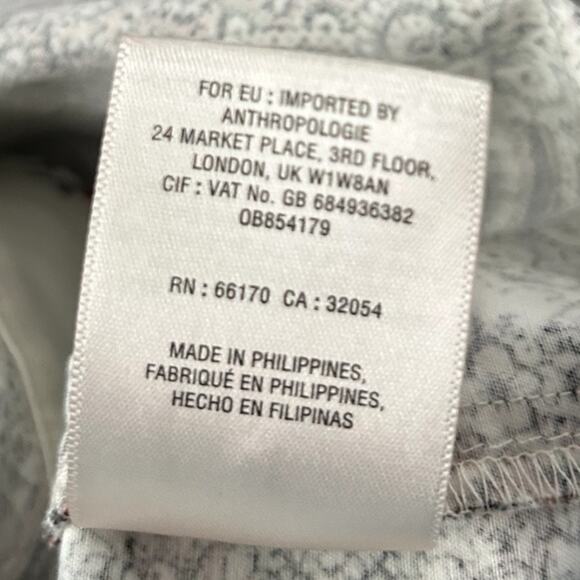 FOR EU : IMPORTED BY
ANTHROPOLOGIE
24 MARKET PLACE, 3RD FLOOR,
LONDON, UK W1W8AN
CIF : VAT No. GB 684936382
OB854179
RN : 66170 CA : 32054
MADE IN PHILIPPINES,
FABRIQUÉ EN PHILIPPINES,
HECHO EN FILIPINAS